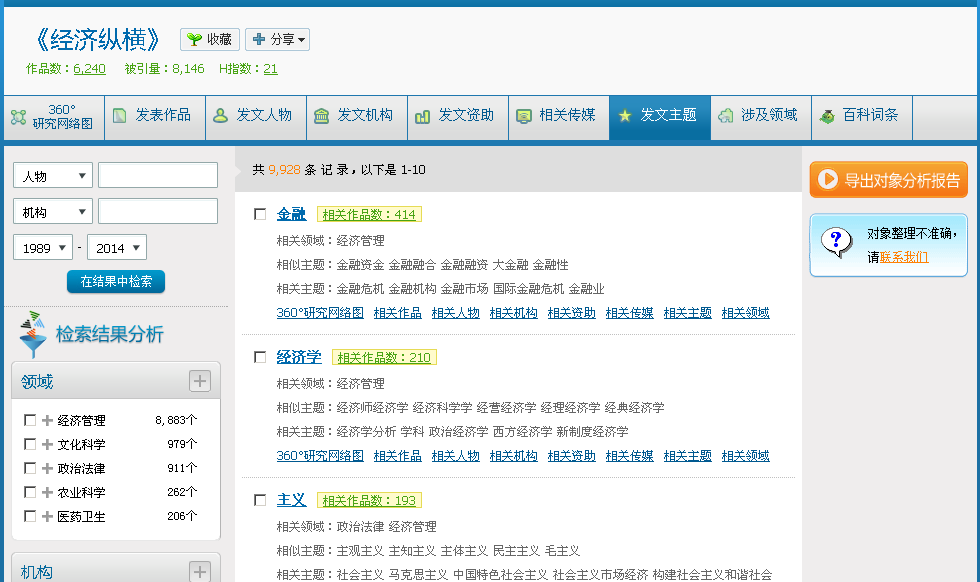 《经济纵横》 收藏 分享
作品数：6,240 被引量：8,146 H指数：21
360°
研究网络图
发表作品 发文人物 发文机构 发文资助 相关传媒 发文主题 涉及领域 百科词条
人物
机构
1989 - 2014
在结果中检索
检索结果分析
领域
经济管理 8,883个
文化科学 979个
政治法律 911个
农业科学 262个
医药卫生 206个
机构
共 9,928 条 记 录，以下是 1-10
金融 相关作品数：414
相关领域：经济管理
相似主题：金融资金 金融融合 金融融资 大金融 金融性
相关主题：金融危机 金融机构 金融市场 国际金融危机 金融业
360°研究网络图 相关作品 相关人物 相关机构 相关资助 相关传媒 相关主题 相关领域
经济学 相关作品数：210
相关领域：经济管理
相似主题：经济师经济学 经济科学学 经营经济学 经理经济学 经典经济学
相关主题：经济学分析 学科 政治经济学 西方经济学 新制度经济学
360°研究网络图 相关作品 相关人物 相关机构 相关资助 相关传媒 相关主题 相关领域
主义 相关作品数：193
相关领域：政治法律 经济管理
相似主题：主观主义 主知主义 主体主义 民主主义 毛主义
相关主题：社会主义 马克思主义 中国特色社会主义 社会主义市场经济 构建社会主义和谐社会
导出对象分析报告
对象整理不准确，
请联系我们